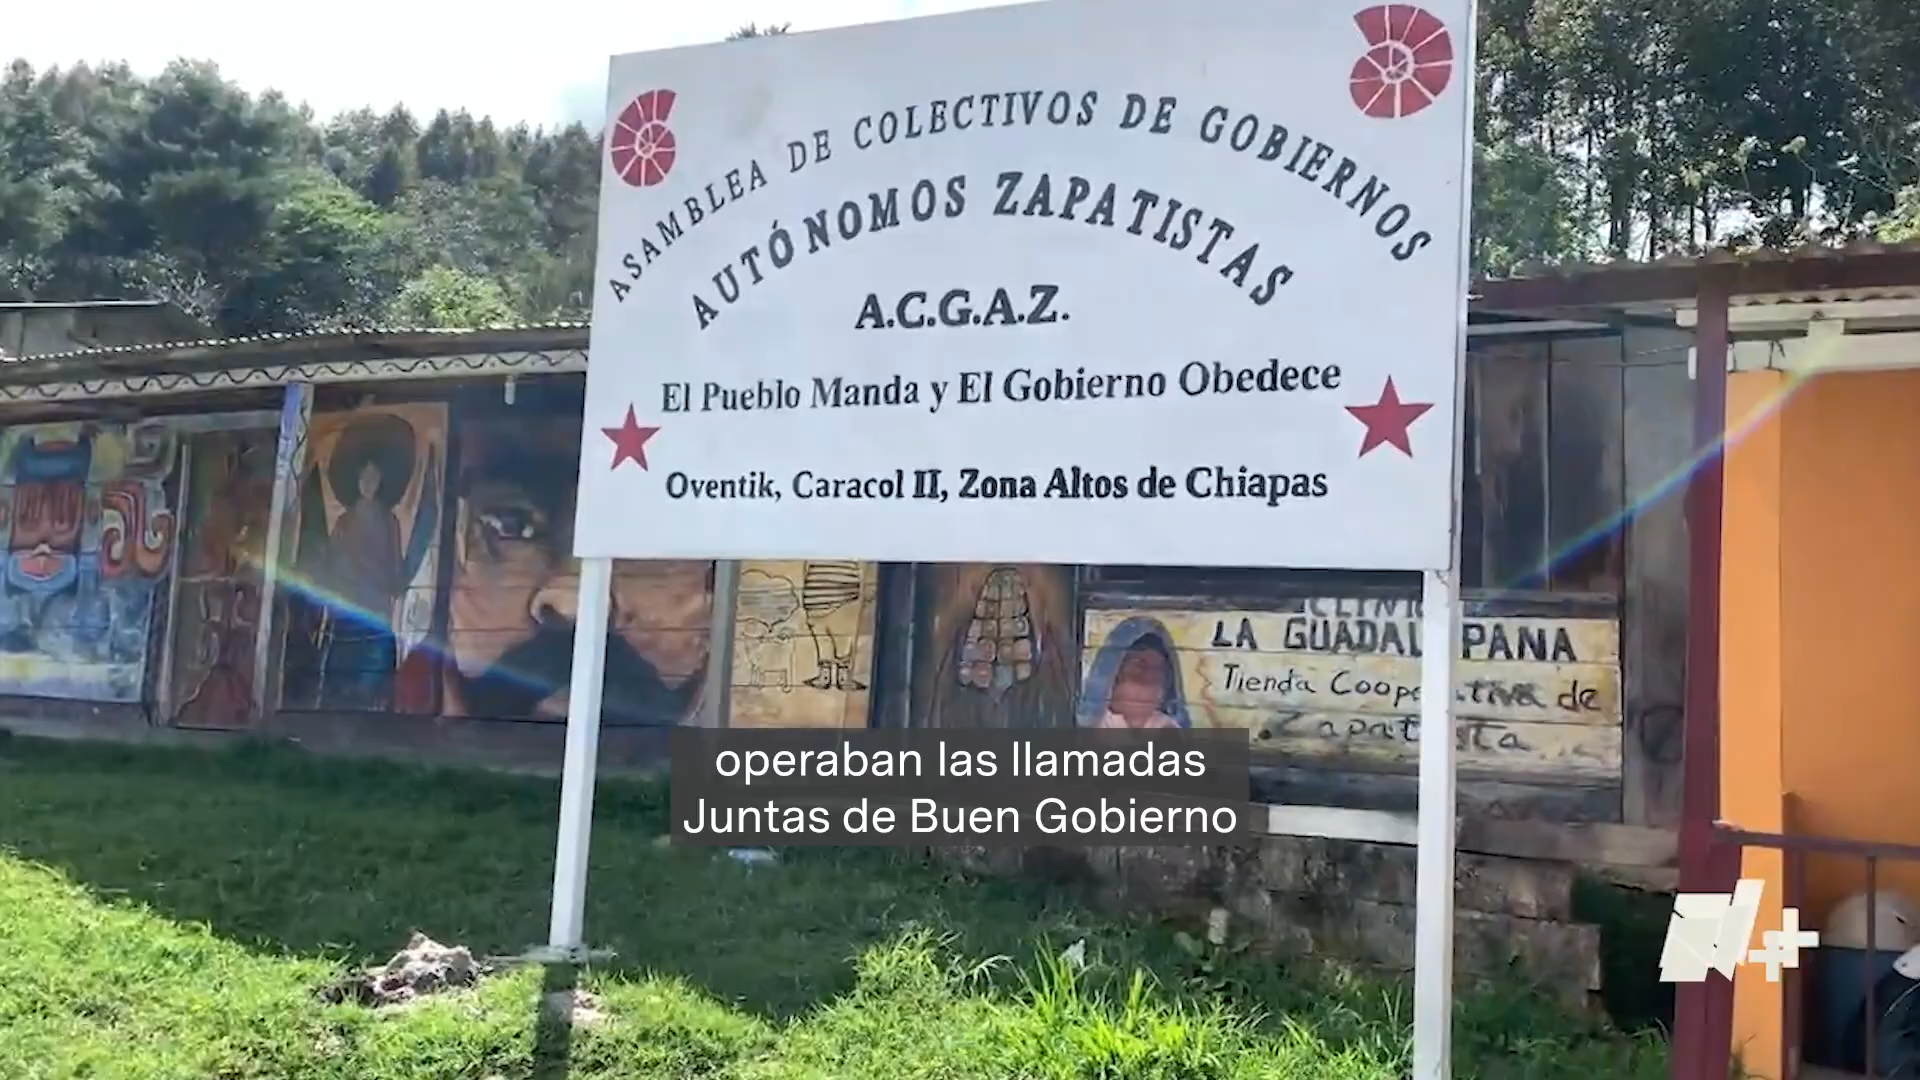 ASAMBLEA DE COLECTIVOS DE GOBIERNOS
AUTÓNOMOS ZAPATISTAS
A.C.G.A.Z.
El Pueblo Manda y El Gobierno Obedece
Oventik, Caracol II, Zona Altos de Chiapas
LA GUADALUPANA
Tienda Cooperativa de
Zapatista
operaban las llamadas
Juntas de Buen Gobierno
N+